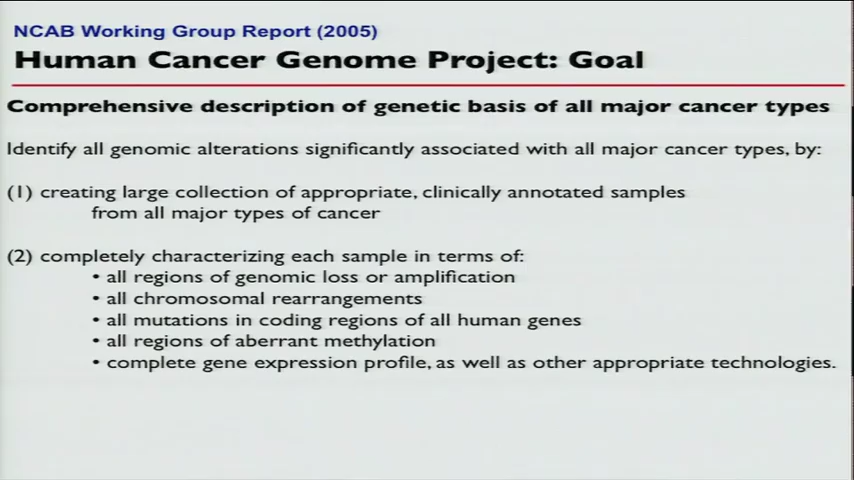 NCAB Working Group Report (2005)
Human Cancer Genome Project: Goal
Comprehensive description of genetic basis of all major cancer types
Identify all genomic alterations significantly associated with all major cancer types, by:
(1) creating large collection of appropriate, clinically annotated samples
from all major types of cancer
(2) completely characterizing each sample in terms of:
• all regions of genomic loss or amplification
• all chromosomal rearrangements
• all mutations in coding regions of all human genes
• all regions of aberrant methylation
• complete gene expression profile, as well as other appropriate technologies.